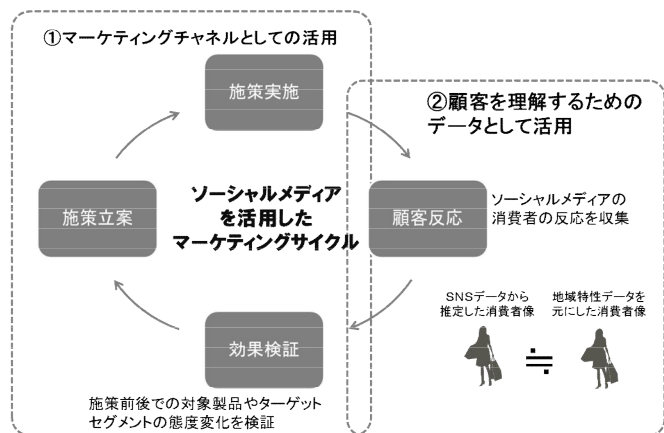 ①マーケティングチャネルとしての活用
施策実施
②顧客を理解するための
データとして活用
施策立案
ソーシャルメディア
を活用した
マーケティングサイクル
顧客反応
ソーシャルメディアの
消費者の反応を収集
効果検証
施策前後での対象製品やターゲット
セグメントの態度変化を検証
SNSデータから
推定した消費者像
≒
地域特性データを
元にした消費者像